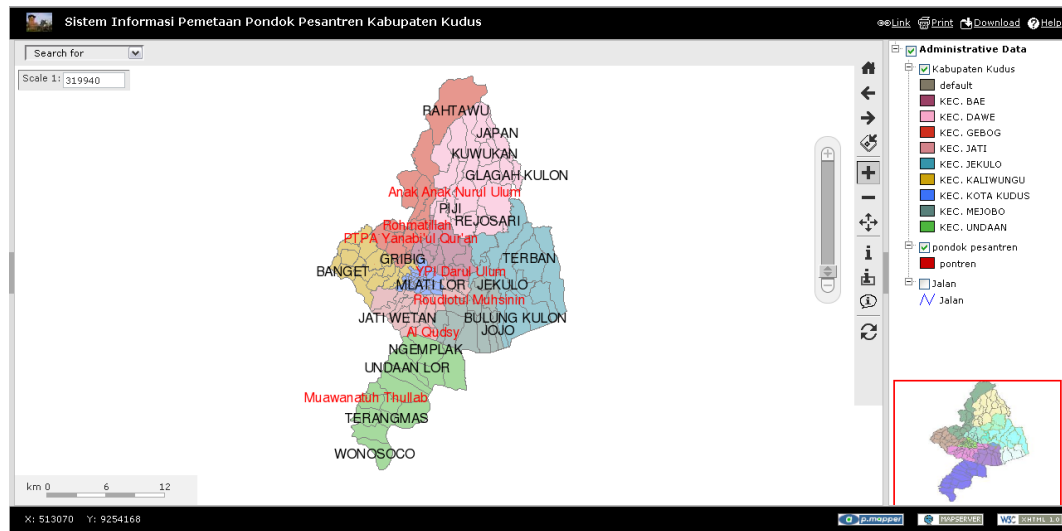 Sistem Informasi Pemetaan Pondok Pesantren Kabupaten Kudus
Link Print Download Help
Search for
Scale 1: 319940
RAHTAWU
JAPAN
KUWUKAN
GLAGAH KULON
Anak Anak Nurul Ulum
PIJI
REJOSARI
Rohmatillah
PTPA Yanabi'ul Qur'an
GRIBIG
TERBAN
BANGET
YPI Darul Ulum
MLATI LOR
JEKULO
Roudlotul Muhsinin
JATI WETAN
BULUNG KULON
Al Qudsy
JOJO
NGEMPLAK
UNDAAN LOR
Muawanatuh Thullab
TERANGMAS
WONOSOCO
km 0 6 12
Administrative Data
Kabupaten Kudus
default
KEC. BAE
KEC. DAWE
KEC. GEBOG
KEC. JATI
KEC. JEKULO
KEC. KALIWUNGU
KEC. KOTA KUDUS
KEC. MEJOBO
KEC. UNDAAN
pondok pesantren
pontren
Jalan
Jalan
X: 513070 Y: 9254168
p.mapper
MAPSERVER
W3C XHTML 1.0